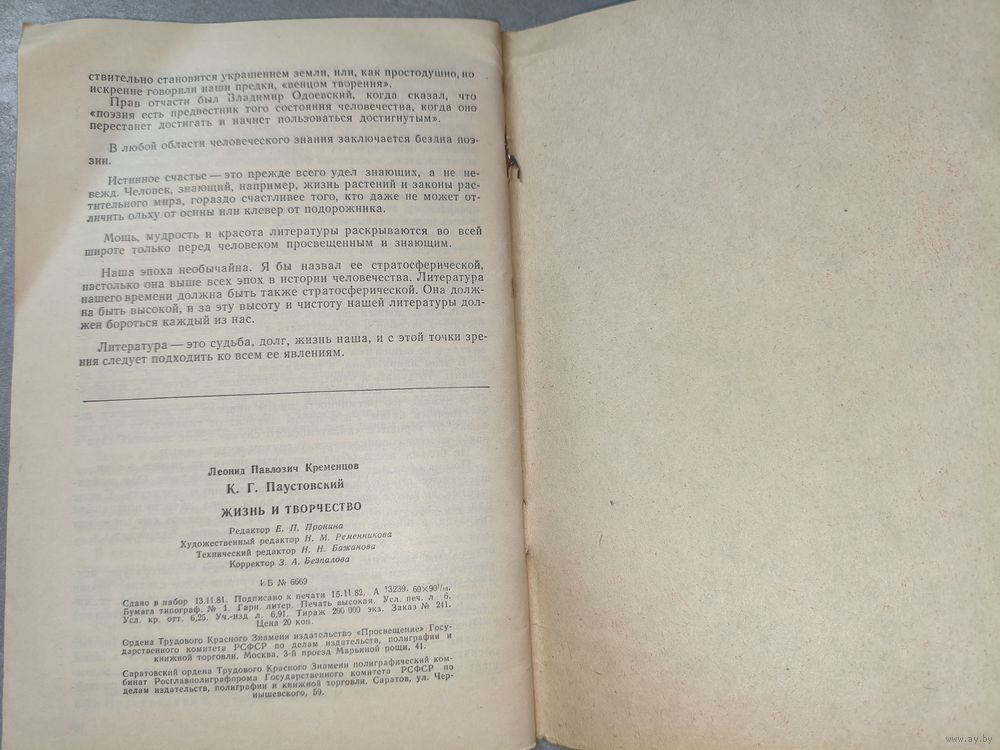 ствительно становится украшением земли, или, как простодушно, но
искренне говорили наши предки, «венцом творения».
Прав отчасти был Владимир Одоевский, когда сказал, что
«поэзия есть предвестник того состояния человечества, когда оно
перестанет достигать и начнет пользоваться достигнутым».
В любой области человеческого знания заключается бездна поэ-
зии.
Истинное счастье — это прежде всего удел знающих, а не не-
вежд. Человек, знающий, например, жизнь растений и законы рас-
тительного мира, гораздо счастливее того, кто даже не может от-
личить ольху от осины или клевер от подорожника.
Мощь, мудрость и красота литературы раскрываются во всей
широте только перед человеком просвещенным и знающим.
Наша эпоха необычайна. Я бы назвал ее стратосферической,
настолько она выше всех эпох в истории человечества. Литература
нашего времени должна быть также стратосферической. Она долж-
на быть высокой, и за эту высоту и чистоту нашей литературы дол-
жен бороться каждый из нас.
Литература — это судьба, долг, жизнь наша, и с этой точки зре-
ния следует подходить ко всем ее явлениям.
Леонид Павлозич Кременцов
К. Г. Паустовский
ЖИЗНЬ И ТВОРЧЕСТВО
Редактор Е. П. Пронина
Художественный редактор Н. М. Ременникова
Технический редактор Н. Н. Бажанова
Корректор З. А. Безпалова
ИБ № 6669
Сдано в набор 13.11.81. Подписано к печати 15.11.82. А 13239. 60×90¹/₁₆.
Бумага типограф. № 1. Гарн. литер. Печать высокая. Усл. печ. л 6.
Усл. кр. отт. 6,25. Уч.-изд л. 6,91. Тираж 200 000 экз. Заказ № 241.
Цена 20 коп.
Ордена Трудового Красного Знамени издательство «Просвещение» Госу-
дарственного комитета РСФСР по делам издательств, полиграфии и
книжной торговли. Москва, 3-й проезд Марьиной рощи, 41.
Саратовский ордена Трудового Красного Знамени полиграфический ком-
бинат Росглавполиграфпрома Государственного комитета РСФСР по
делам издательств, полиграфии и книжной торговли. Саратов, ул. Чер-
нышевского, 59.
www.ay.by